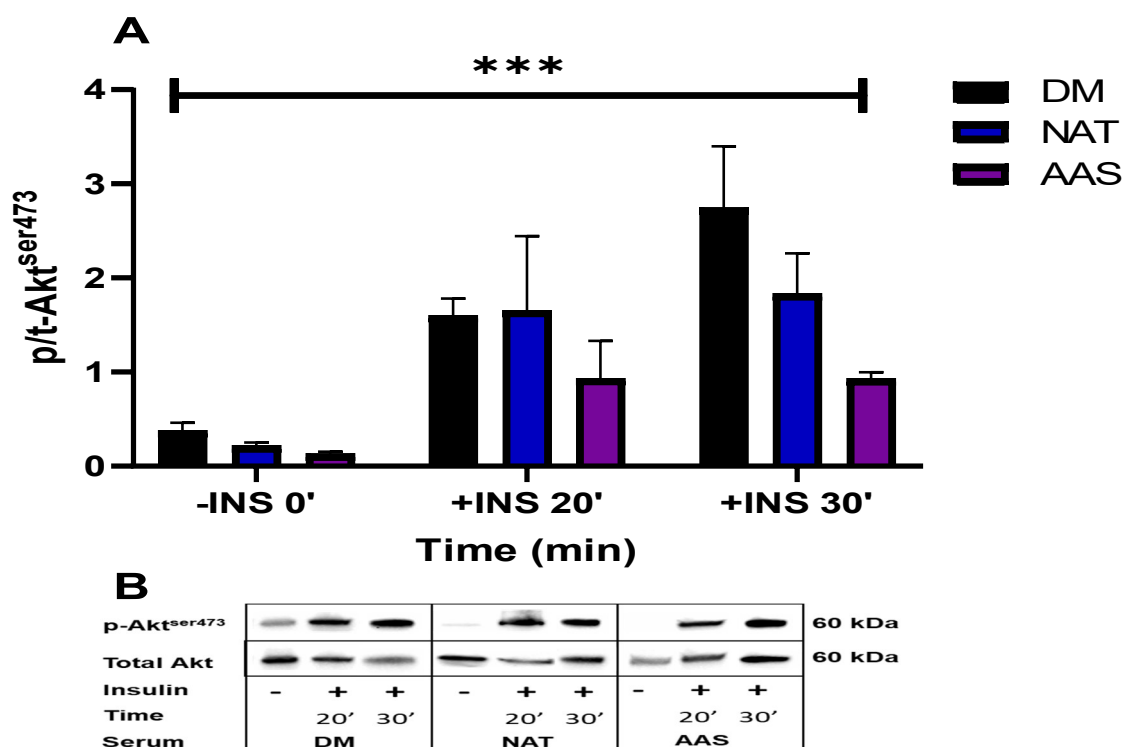 A
***
4
3
2
1
0
p/t-Akt^ser473
DM
NAT
AAS
-INS 0' +INS 20' +INS 30'
Time (min)
B
p-Akt^ser473 60 kDa
Total Akt 60 kDa
Insulin - + + - + + - + +
Time 20' 30' 20' 30' 20' 30'
Serum DM NAT AAS